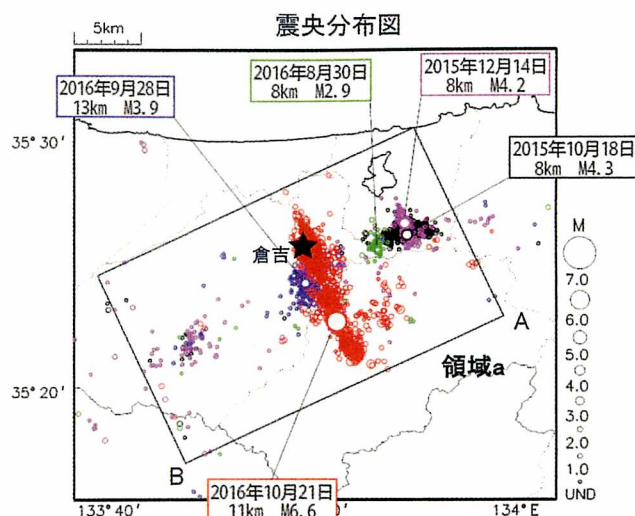 震央分布図
5km
2016年9月28日
13km M3.9
2016年8月30日
8km M2.9
2015年12月14日
8km M4.2
2015年10月18日
8km M4.3
35°30′
倉吉
A
領域a
35°20′
B
2016年10月21日
11km M6.6
133°40′
0′
134°E
M
7.0
6.0
5.0
4.0
3.0
2.0
1.0
UND